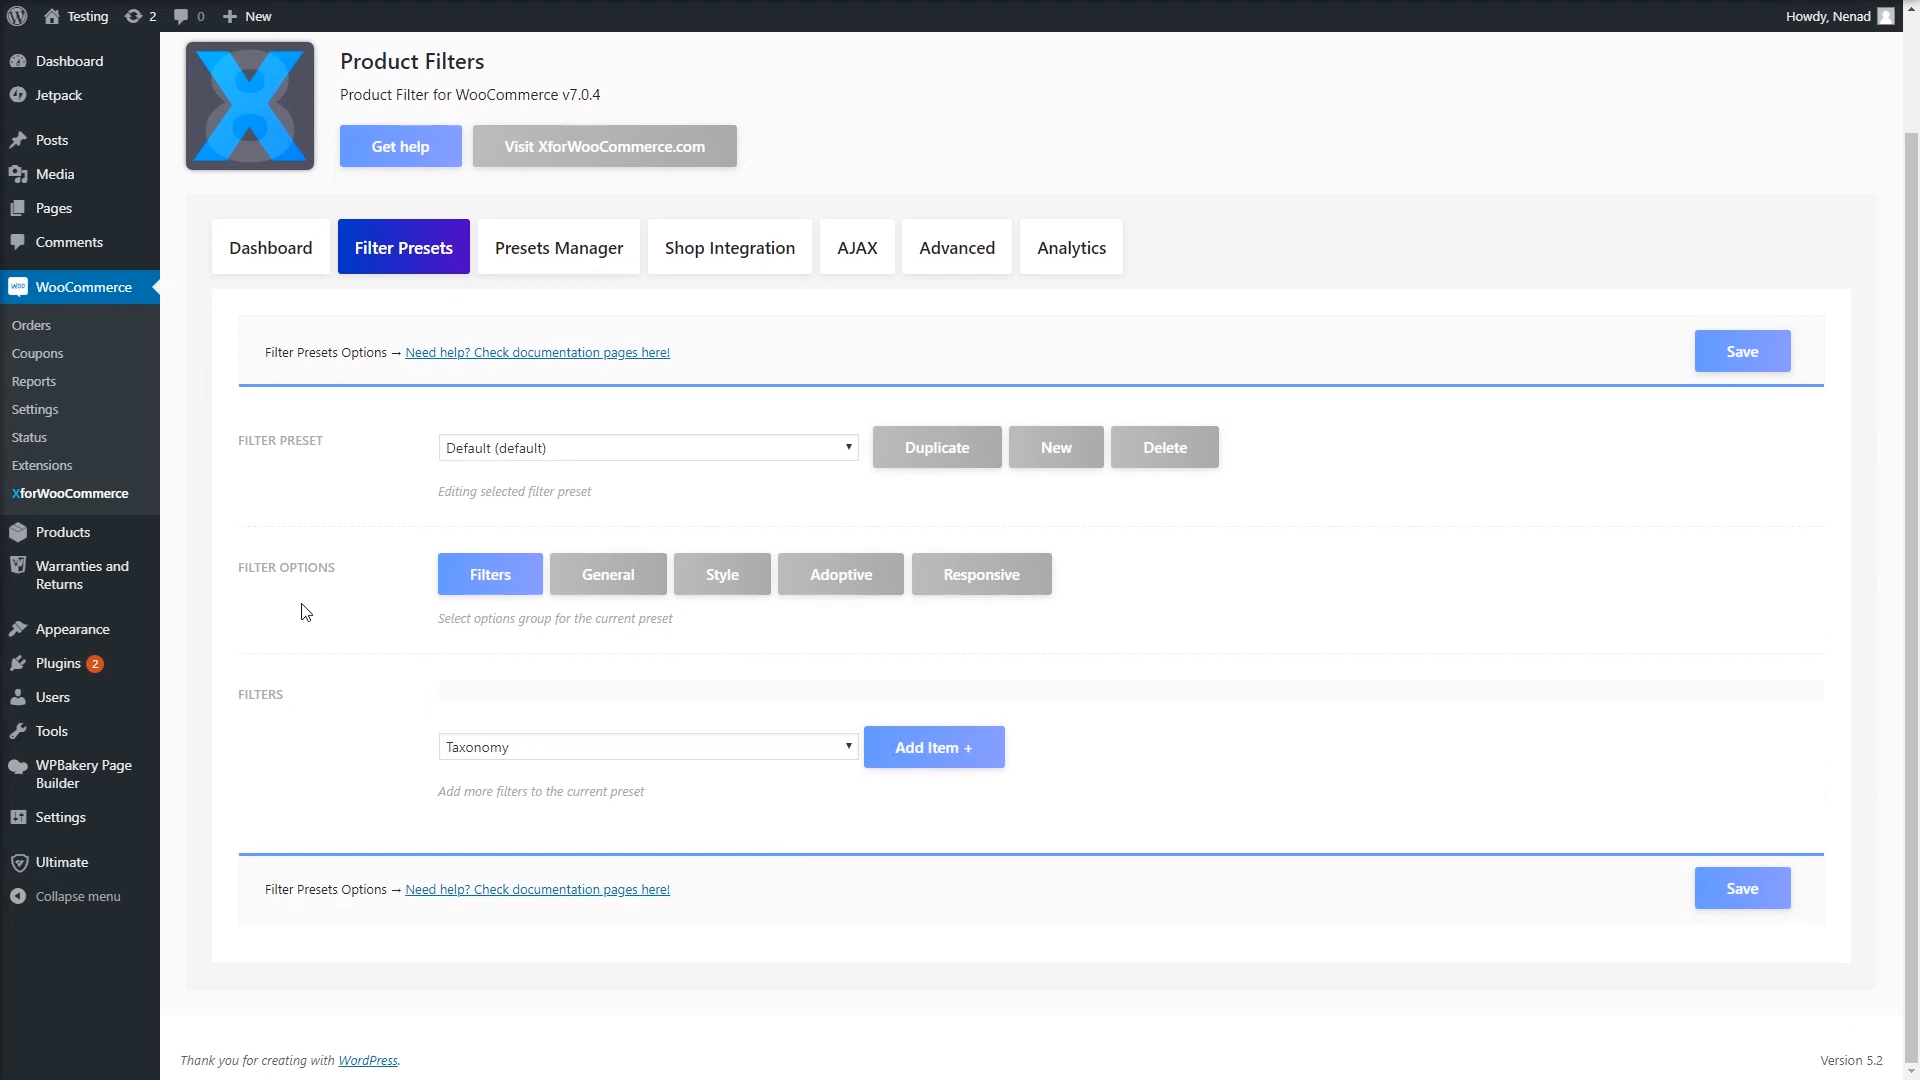 Testing 2 0 New Howdy, Nenad
Dashboard
Jetpack
Posts
Media
Pages
Comments
WooCommerce
Orders
Coupons
Reports
Settings
Status
Extensions
XforWooCommerce
Products
Warranties and
Returns
Appearance
Plugins 2
Users
Tools
WPBakery Page
Builder
Settings
Ultimate
Collapse menu
Product Filters
Product Filter for WooCommerce v7.0.4
Get help Visit XforWooCommerce.com
Dashboard Filter Presets Presets Manager Shop Integration AJAX Advanced Analytics
Filter Presets Options → Need help? Check documentation pages here! Save
FILTER PRESET Default (default) Duplicate New Delete
Editing selected filter preset
FILTER OPTIONS Filters General Style Adoptive Responsive
Select options group for the current preset
FILTERS
Taxonomy Add Item +
Add more filters to the current preset
Filter Presets Options → Need help? Check documentation pages here! Save
Thank you for creating with WordPress. Version 5.2